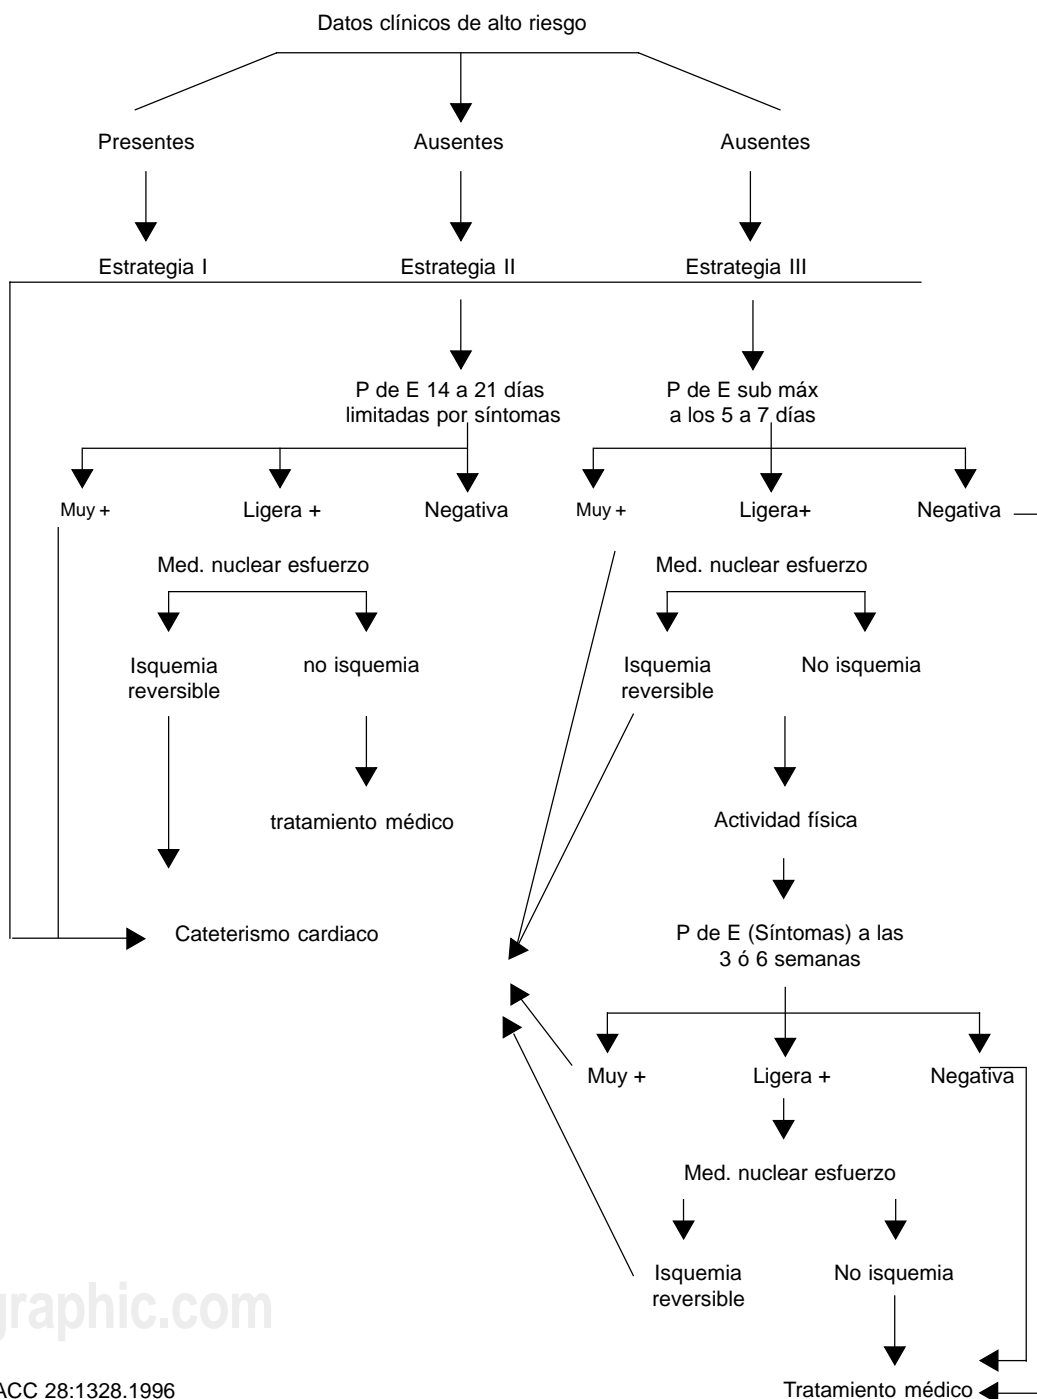 Datos clínicos de alto riesgo
Presentes
Ausentes
Ausentes
Estrategia I
Estrategia II
Estrategia III
P de E 14 a 21 días
limitadas por síntomas
P de E sub máx
a los 5 a 7 días
Muy +
Ligera +
Negativa
Muy +
Ligera+
Negativa
Med. nuclear esfuerzo
Med. nuclear esfuerzo
Isquemia
reversible
no isquemia
Isquemia
reversible
No isquemia
tratamiento médico
Actividad física
Cateterismo cardiaco
P de E (Síntomas) a las
3 ó 6 semanas
Muy +
Ligera +
Negativa
Med. nuclear esfuerzo
Isquemia
reversible
No isquemia
graphic.com
Tratamiento médico
ACC 28:1328.1996